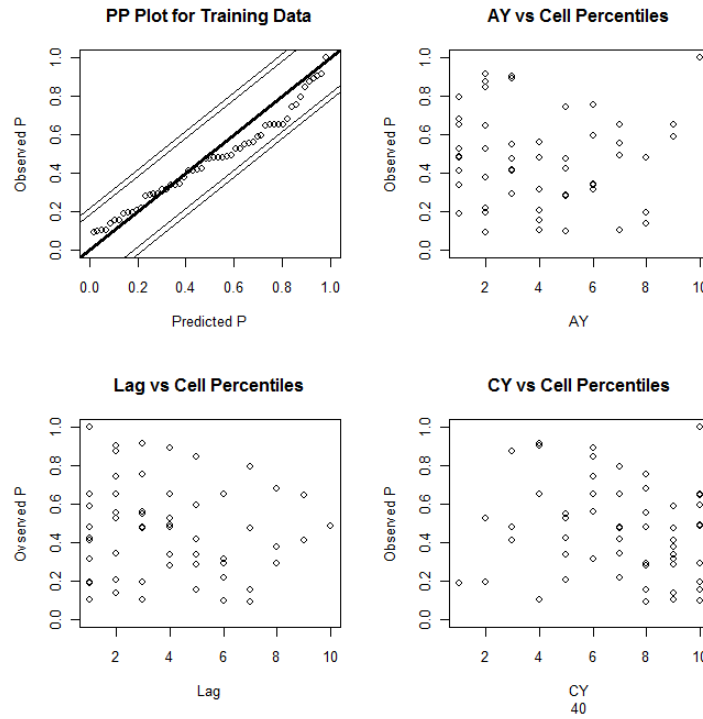 PP Plot for Training Data
Observed P
1.0
0.8
0.6
0.4
0.2
0.0
0.0 0.2 0.4 0.6 0.8 1.0
Predicted P
AY vs Cell Percentiles
Observed P
1.0
0.8
0.6
0.4
0.2
0.0
2 4 6 8 10
AY
Lag vs Cell Percentiles
Ovserved P
1.0
0.8
0.6
0.4
0.2
0.0
2 4 6 8 10
Lag
CY vs Cell Percentiles
Observed P
1.0
0.8
0.6
0.4
0.2
0.0
2 4 6 8 10
CY
40